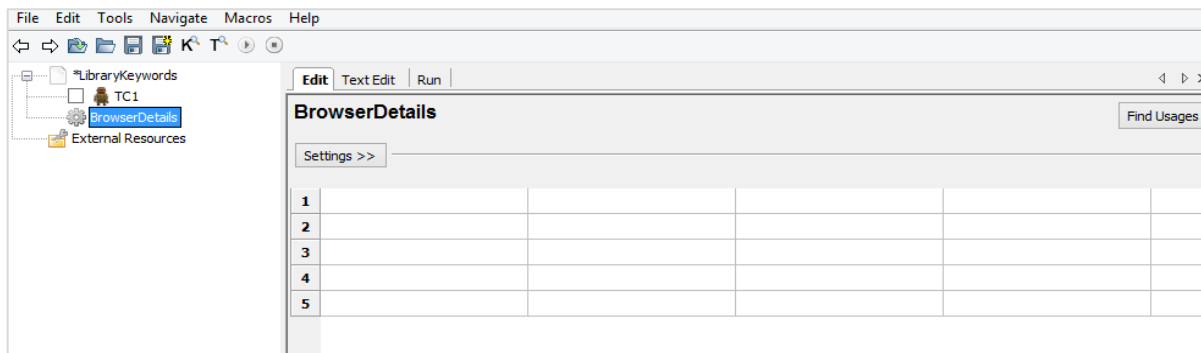 File Edit Tools Navigate Macros Help
K T
*LibraryKeywords
TC1
BrowserDetails
External Resources
Edit Text Edit Run
BrowserDetails
Find Usages
Settings >>
1
2
3
4
5